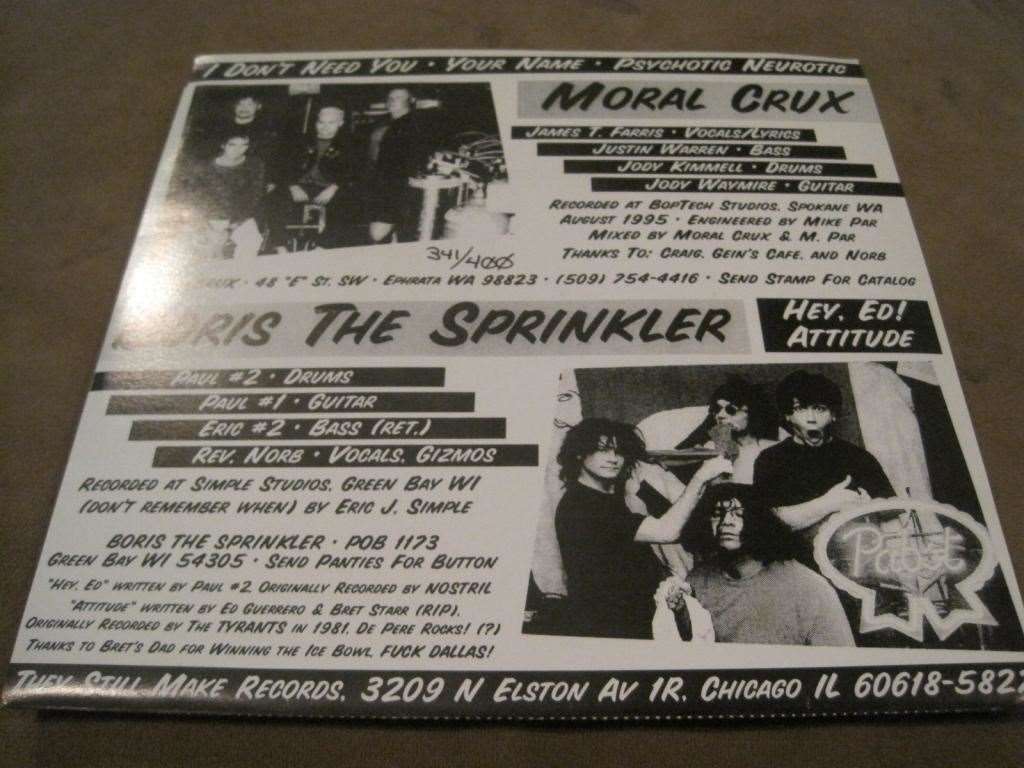 I Don't Need You · Your Name · Psychotic Neurotic
Moral Crux
James T. Farris · Vocals/Lyrics
Justin Warren · Bass
Jody Kimmell · Drums
Jody Waymire · Guitar
Recorded at BopTech Studios, Spokane WA
August 1995 · Engineered by Mike Par
Mixed by Moral Crux & M. Par
Thanks To: Craig, Gein's Cafe, and Norb
341/400
Crux · 48 "E" St. SW · Ephrata WA 98823 · (509) 754-4416 · Send Stamp For Catalog
Boris The Sprinkler
Hey, Ed!
Attitude
Paul #2 · Drums
Paul #1 · Guitar
Eric #2 · Bass (Ret.)
Rev. Norb · Vocals, Gizmos
Recorded at Simple Studios, Green Bay WI
(Don't Remember When) by Eric J. Simple
Boris The Sprinkler · POB 1173
Green Bay WI 54305 · Send Panties For Button
"Hey, Ed" written by Paul #2 Originally Recorded by NOSTRIL
"Attitude" written by Ed Guerrero & Bret Starr (RIP),
Originally Recorded by The TYRANTS in 1981. De Pere Rocks! (?)
Thanks to Bret's Dad for Winning the Ice Bowl, FUCK DALLAS!
Pabst
They Still Make Records, 3209 N Elston Av 1R, Chicago IL 60618-582